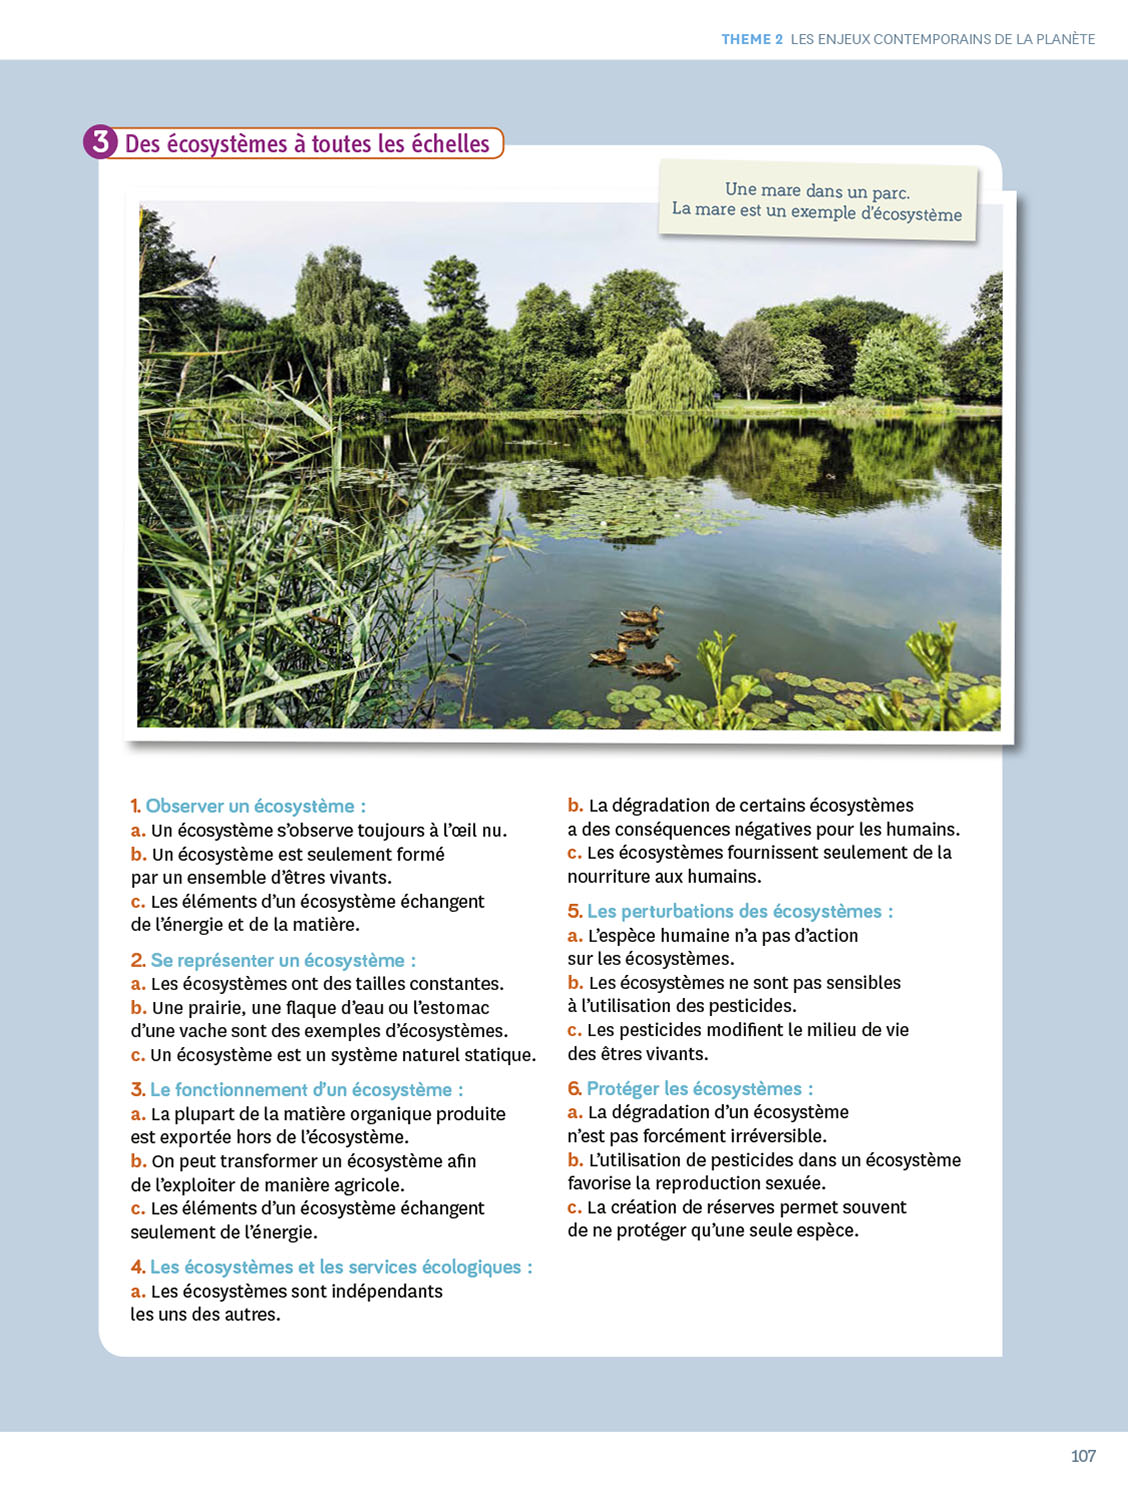 THEME 2 LES ENJEUX CONTEMPORAINS DE LA PLANÈTE
3 Des écosystèmes à toutes les échelles
Une mare dans un parc.
La mare est un exemple d'écosystème
1. Observer un écosystème :
a. Un écosystème s'observe toujours à l'œil nu.
b. Un écosystème est seulement formé
par un ensemble d'êtres vivants.
c. Les éléments d'un écosystème échangent
de l'énergie et de la matière.
2. Se représenter un écosystème :
a. Les écosystèmes ont des tailles constantes.
b. Une prairie, une flaque d'eau ou l'estomac
d'une vache sont des exemples d'écosystèmes.
c. Un écosystème est un système naturel statique.
3. Le fonctionnement d'un écosystème :
a. La plupart de la matière organique produite
est exportée hors de l'écosystème.
b. On peut transformer un écosystème afin
de l'exploiter de manière agricole.
c. Les éléments d'un écosystème échangent
seulement de l'énergie.
4. Les écosystèmes et les services écologiques :
a. Les écosystèmes sont indépendants
les uns des autres.
b. La dégradation de certains écosystèmes
a des conséquences négatives pour les humains.
c. Les écosystèmes fournissent seulement de la
nourriture aux humains.
5. Les perturbations des écosystèmes :
a. L'espèce humaine n'a pas d'action
sur les écosystèmes.
b. Les écosystèmes ne sont pas sensibles
à l'utilisation des pesticides.
c. Les pesticides modifient le milieu de vie
des êtres vivants.
6. Protéger les écosystèmes :
a. La dégradation d'un écosystème
n'est pas forcément irréversible.
b. L'utilisation de pesticides dans un écosystème
favorise la reproduction sexuée.
c. La création de réserves permet souvent
de ne protéger qu'une seule espèce.
107